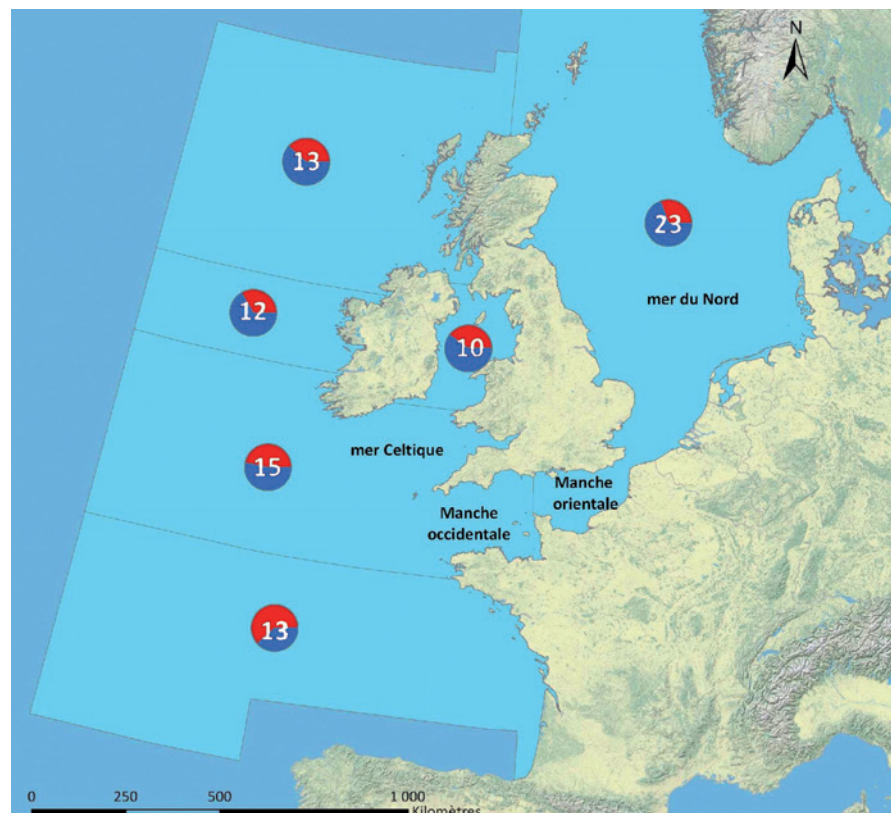 N
13
23
12
mer du Nord
10
mer Celtique
15
Manche
orientale
Manche
occidentale
13
0 250 500 1 000
Kilomètres